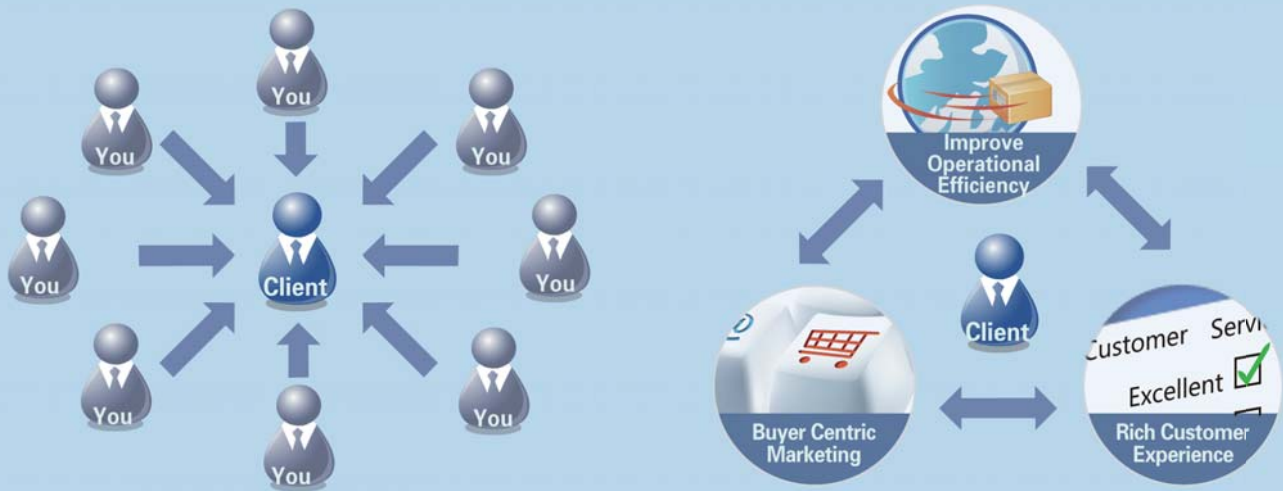 You
You
You
You
Client
You
You
You
You
Improve
Operational
Efficiency
Client
@
Buyer Centric
Marketing
Customer
Excellent
Rich Customer
Experience